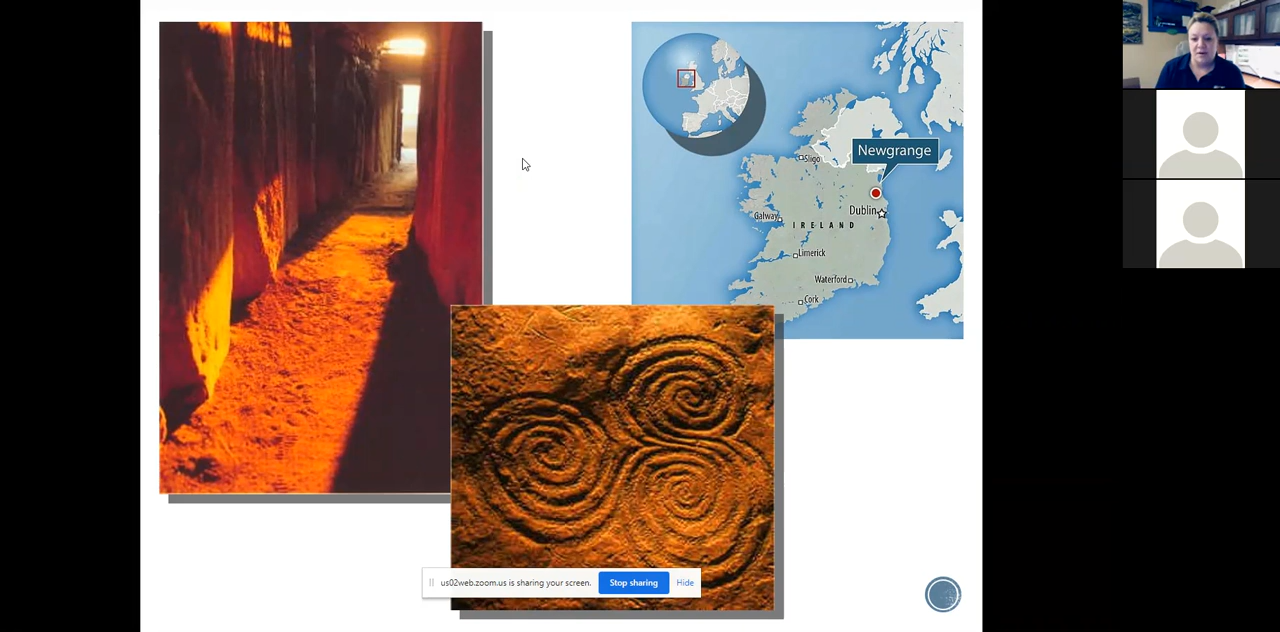 Newgrange
Sligo
Dublin
Galway
IRELAND
Limerick
Waterford
Cork
us02web.zoom.us is sharing your screen.
Stop sharing
Hide